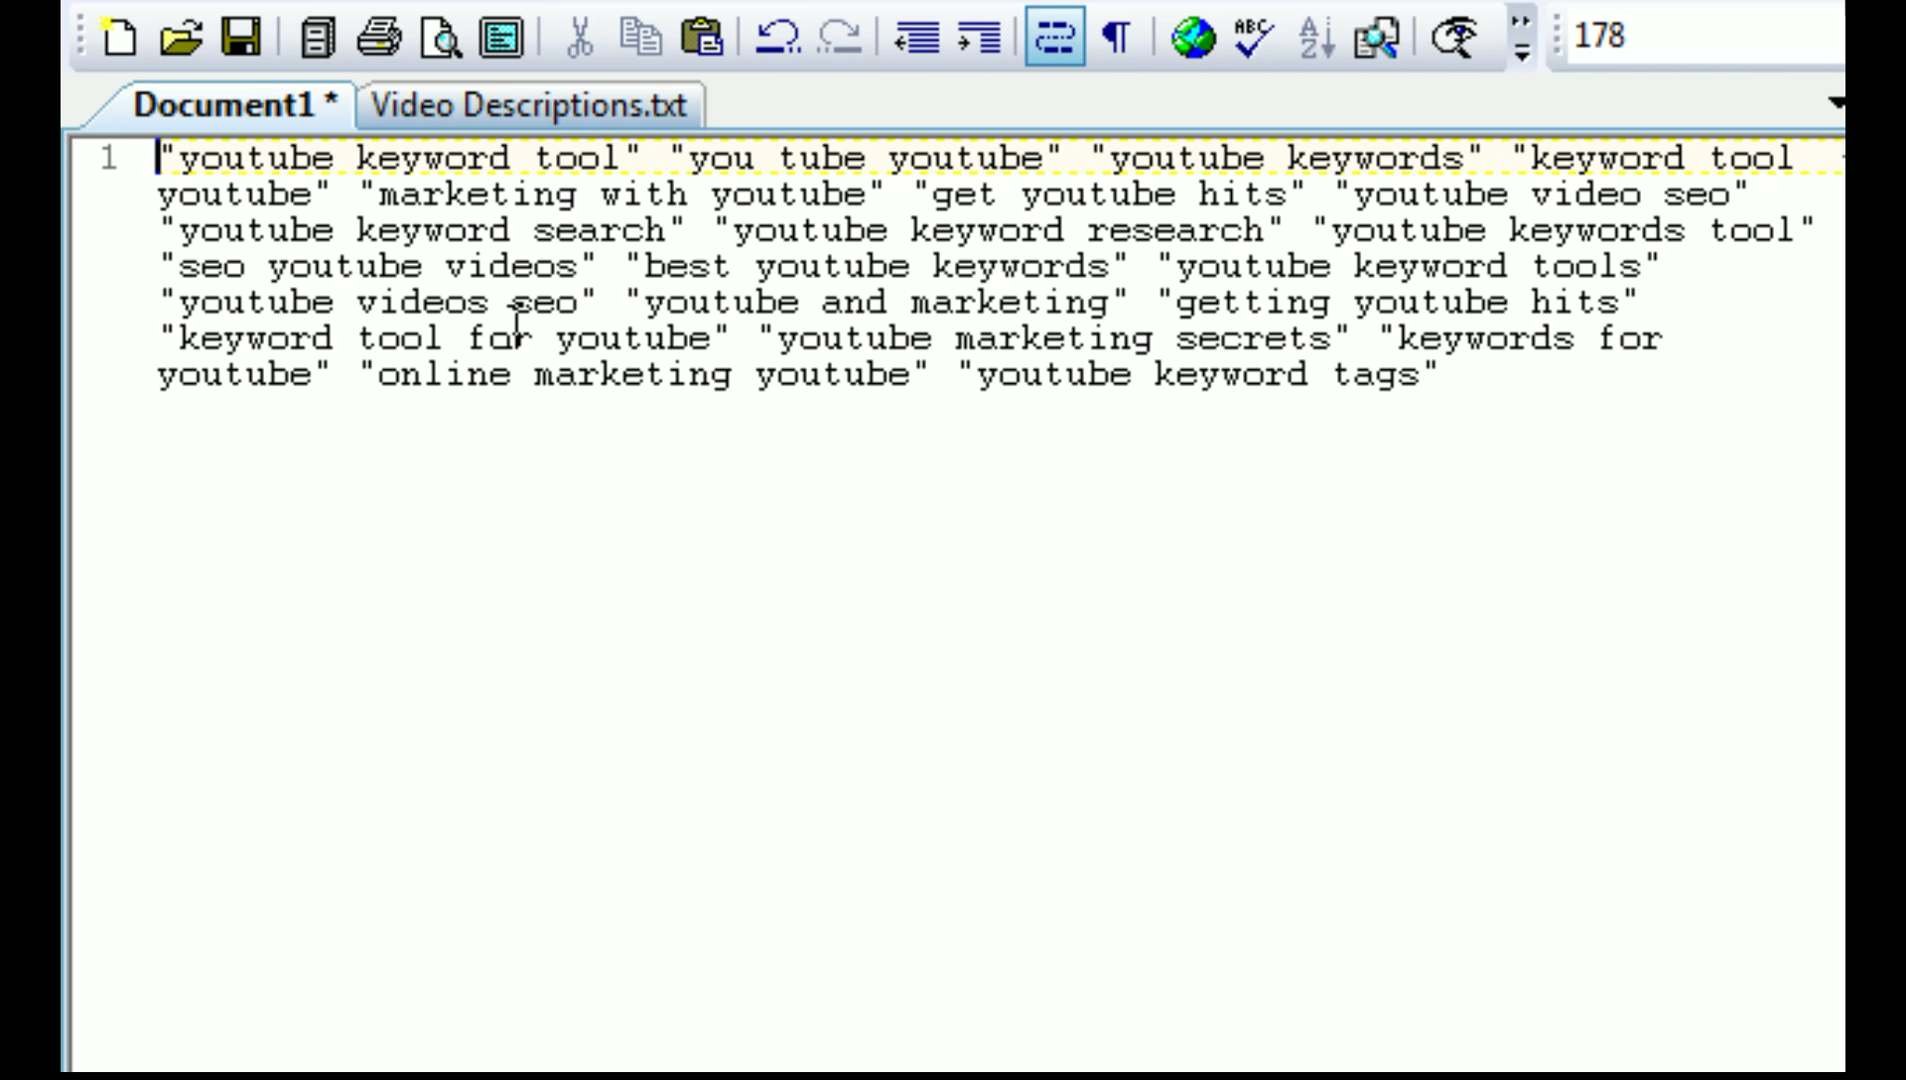 ABC
A
Z
178
Document1 *
Video Descriptions.txt
1
"youtube keyword tool" "you tube youtube" "youtube keywords" "keyword tool
youtube" "marketing with youtube" "get youtube hits" "youtube video seo"
"youtube keyword search" "youtube keyword research" "youtube keywords tool"
"seo youtube videos" "best youtube keywords" "youtube keyword tools"
"youtube videos seo" "youtube and marketing" "getting youtube hits"
"keyword tool for youtube" "youtube marketing secrets" "keywords for
youtube" "online marketing youtube" "youtube keyword tags"